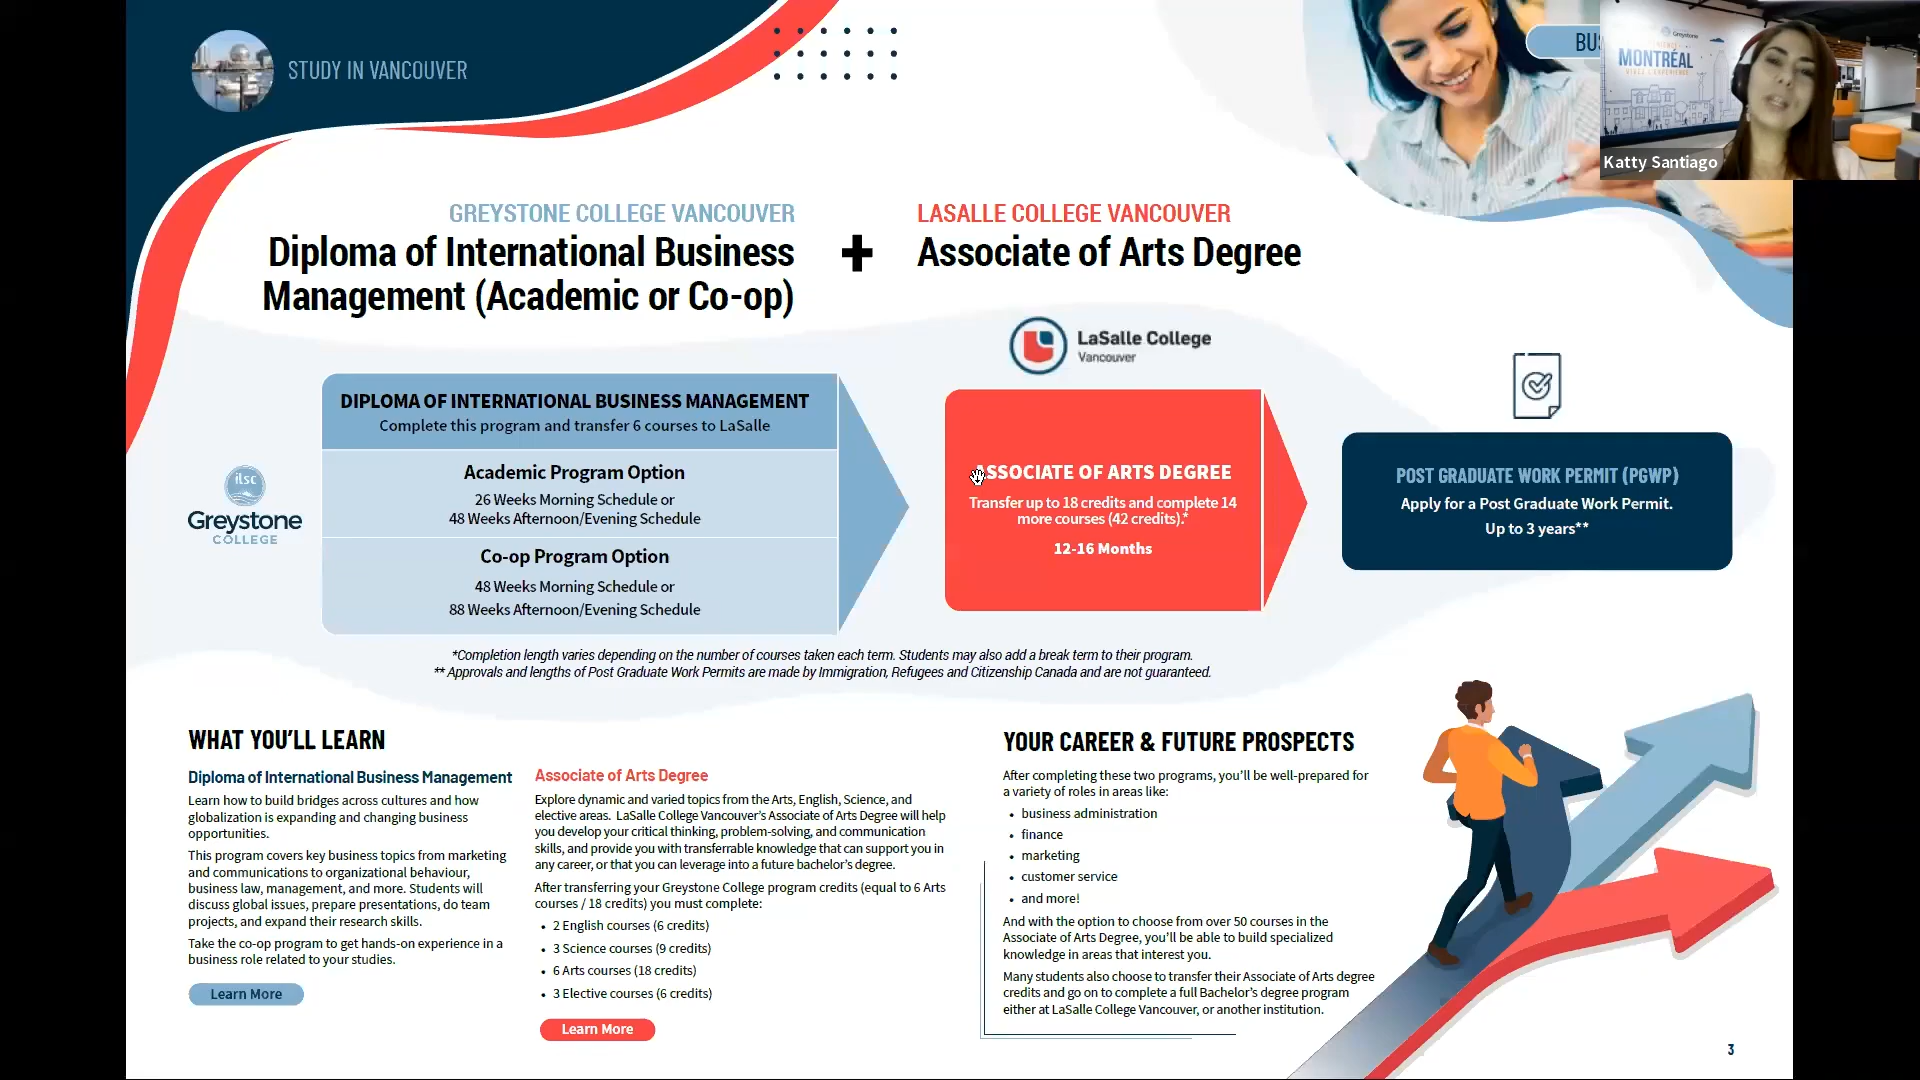 STUDY IN VANCOUVER
BUS
Greystone
MONTRÉAL
Katty Santiago
GREYSTONE COLLEGE VANCOUVER
Diploma of International Business
Management (Academic or Co-op)
+
LASALLE COLLEGE VANCOUVER
Associate of Arts Degree
LaSalle College
Vancouver
ilsc
Greystone
COLLEGE
DIPLOMA OF INTERNATIONAL BUSINESS MANAGEMENT
Complete this program and transfer 6 courses to LaSalle
Academic Program Option
26 Weeks Morning Schedule or
48 Weeks Afternoon/Evening Schedule
Co-op Program Option
48 Weeks Morning Schedule or
88 Weeks Afternoon/Evening Schedule
ASSOCIATE OF ARTS DEGREE
Transfer up to 18 credits and complete 14
more courses (42 credits).*
12-16 Months
POST GRADUATE WORK PERMIT (PGWP)
Apply for a Post Graduate Work Permit.
Up to 3 years**
*Completion length varies depending on the number of courses taken each term. Students may also add a break term to their program.
** Approvals and lengths of Post Graduate Work Permits are made by Immigration, Refugees and Citizenship Canada and are not guaranteed.
WHAT YOU'LL LEARN
Diploma of International Business Management
Learn how to build bridges across cultures and how
globalization is expanding and changing business
opportunities.
This program covers key business topics from marketing
and communications to organizational behaviour,
business law, management, and more. Students will
discuss global issues, prepare presentations, do team
projects, and expand their research skills.
Take the co-op program to get hands-on experience in a
business role related to your studies.
Learn More
Associate of Arts Degree
Explore dynamic and varied topics from the Arts, English, Science, and
elective areas. LaSalle College Vancouver's Associate of Arts Degree will help
you develop your critical thinking, problem-solving, and communication
skills, and provide you with transferrable knowledge that can support you in
any career, or that you can leverage into a future bachelor's degree.
After transferring your Greystone College program credits (equal to 6 Arts
courses / 18 credits) you must complete:
• 2 English courses (6 credits)
• 3 Science courses (9 credits)
• 6 Arts courses (18 credits)
• 3 Elective courses (6 credits)
Learn More
YOUR CAREER & FUTURE PROSPECTS
After completing these two programs, you'll be well-prepared for
a variety of roles in areas like:
• business administration
• finance
• marketing
• customer service
• and more!
And with the option to choose from over 50 courses in the
Associate of Arts Degree, you'll be able to build specialized
knowledge in areas that interest you.
Many students also choose to transfer their Associate of Arts degree
credits and go on to complete a full Bachelor's degree program
either at LaSalle College Vancouver, or another institution.
3